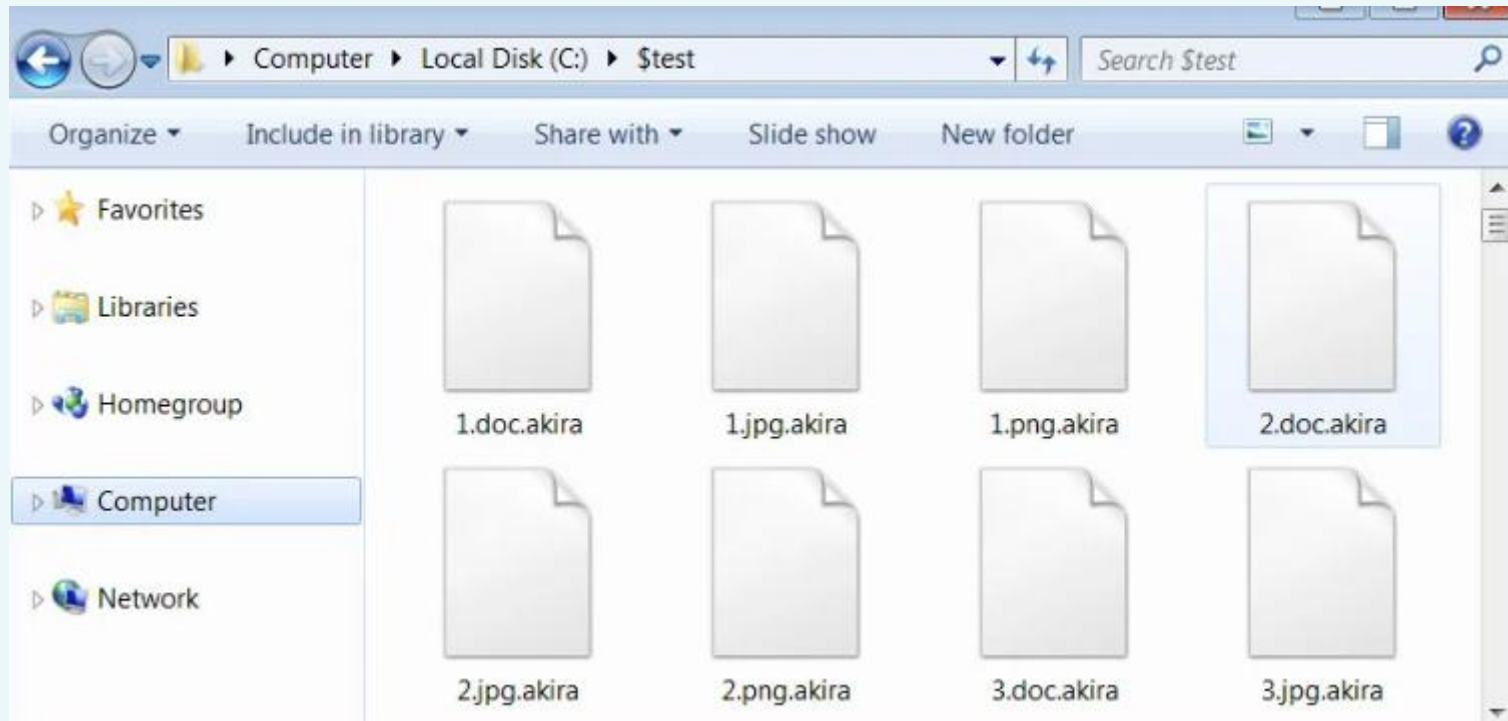 Computer Local Disk (C:) $test
Search $test
Organize Include in library Share with Slide show New folder
Favorites
Libraries
Homegroup
Computer
Network
1.doc.akira 1.jpg.akira 1.png.akira 2.doc.akira
2.jpg.akira 2.png.akira 3.doc.akira 3.jpg.akira